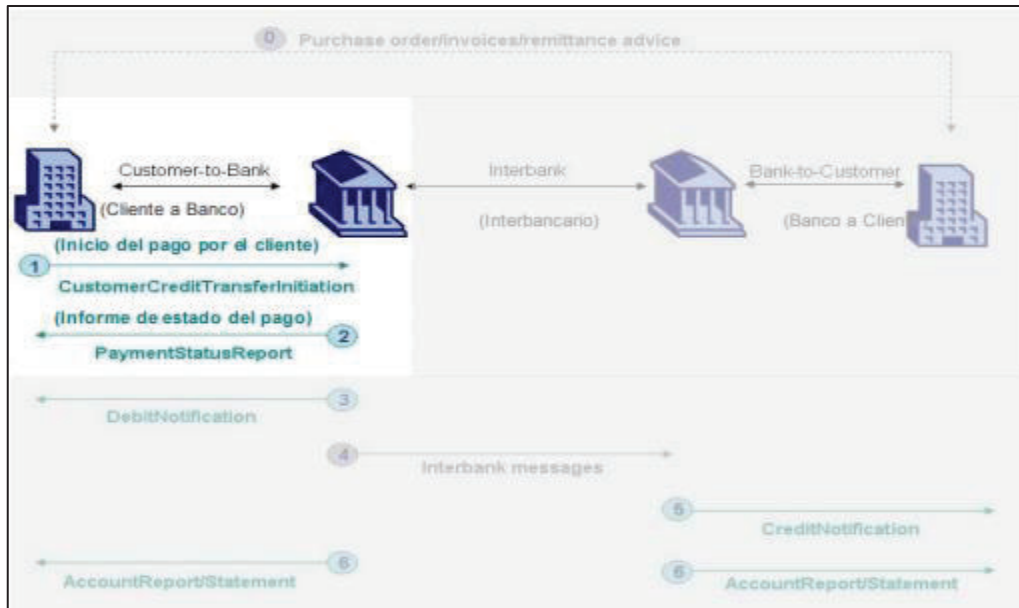 0 Purchase order/invoices/remittance advice
Customer-to-Bank
Interbank
Bank-to-Customer
(Cliente a Banco)
(Interbancario)
(Banco a Clien
(Inicio del pago por el cliente)
1
CustomerCreditTransferInitiation
(Informe de estado del pago)
2
PaymentStatusReport
3
DebitNotification
4
Interbank messages
5
CreditNotification
6
AccountReport/Statement
6
AccountReport/Statement